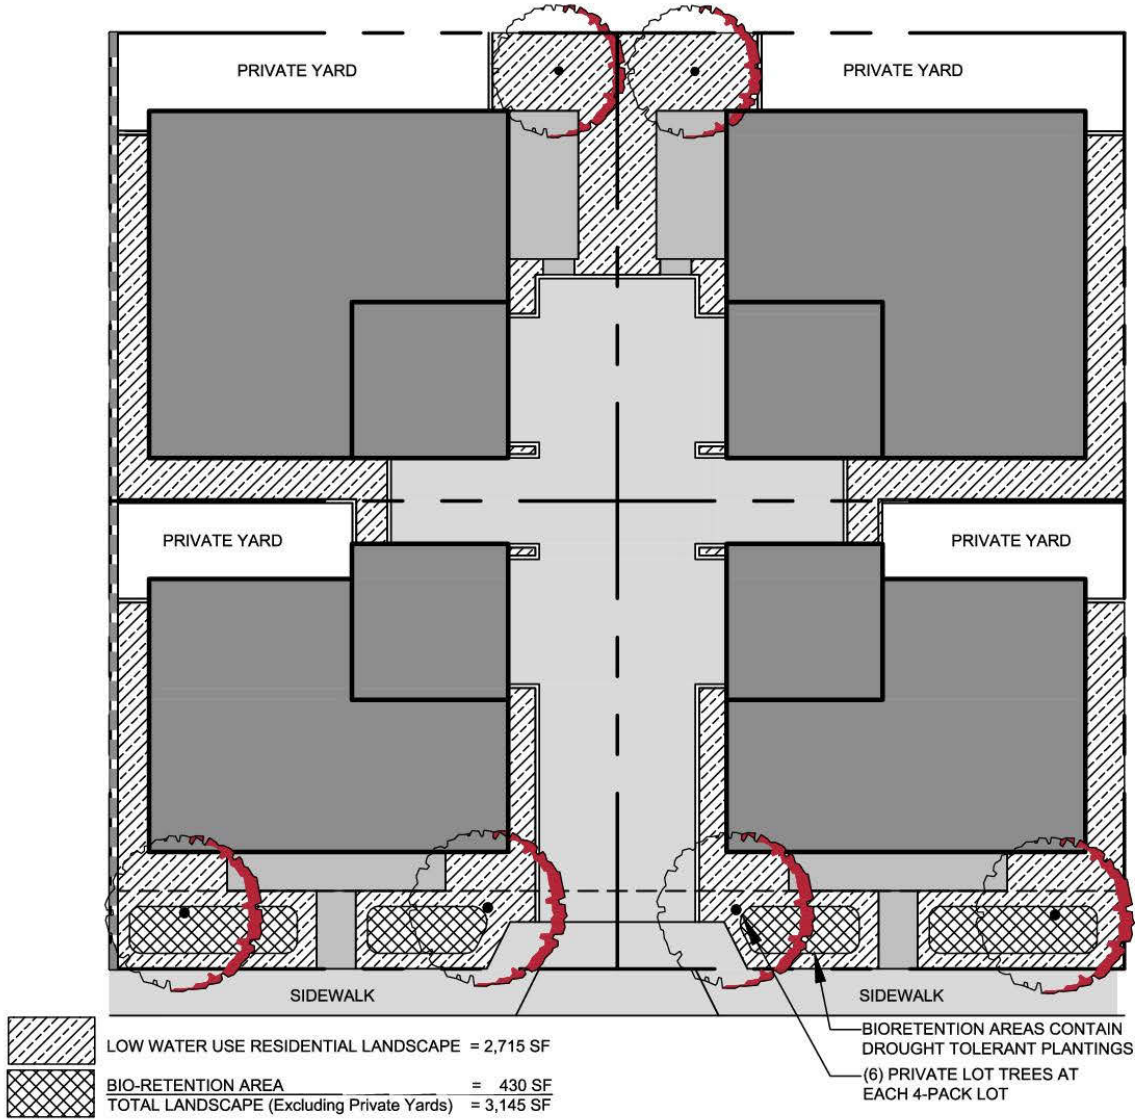 PRIVATE YARD
PRIVATE YARD
PRIVATE YARD
PRIVATE YARD
SIDEWALK
SIDEWALK
LOW WATER USE RESIDENTIAL LANDSCAPE = 2,715 SF
BIO-RETENTION AREA = 430 SF
TOTAL LANDSCAPE (Excluding Private Yards) = 3,145 SF
BIORETENTION AREAS CONTAIN
DROUGHT TOLERANT PLANTINGS
(6) PRIVATE LOT TREES AT
EACH 4-PACK LOT